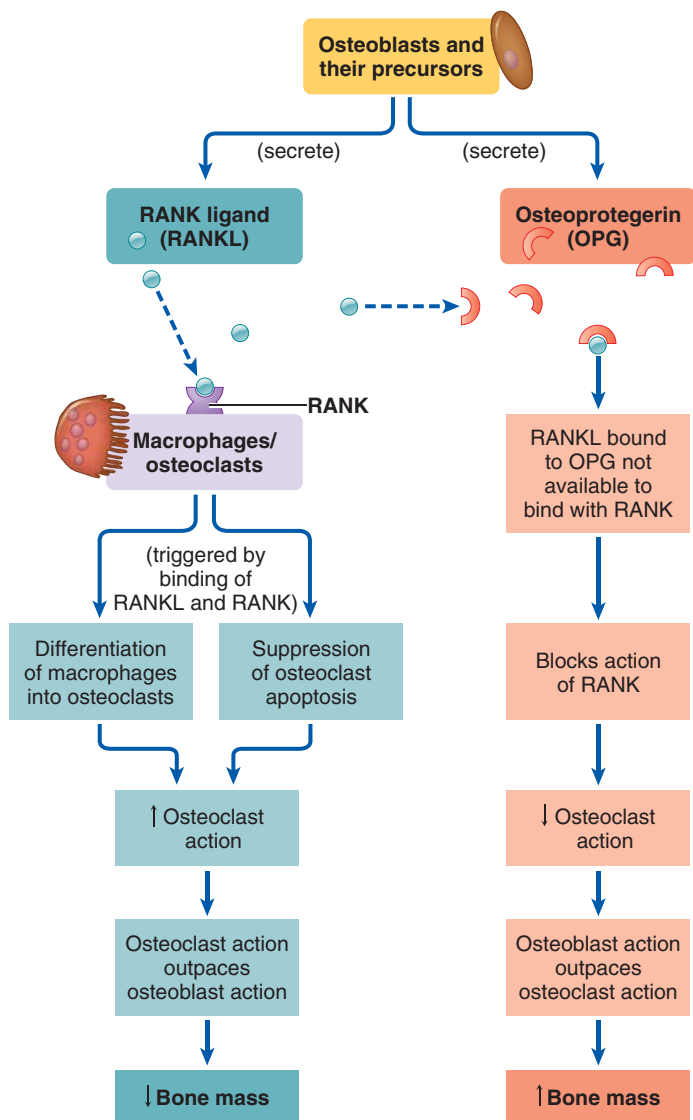 Osteoblasts and
their precursors
(secrete)
(secrete)
RANK ligand
(RANKL)
Osteoprotegerin
(OPG)
RANK
Macrophages/
osteoclasts
RANKL bound
to OPG not
available to
bind with RANK
(triggered by
binding of
RANKL and RANK)
Differentiation
of macrophages
into osteoclasts
Suppression
of osteoclast
apoptosis
Blocks action
of RANK
↑ Osteoclast
action
↓ Osteoclast
action
Osteoclast action
outpaces
osteoblast action
Osteoblast action
outpaces
osteoclast action
↓ Bone mass
↑ Bone mass